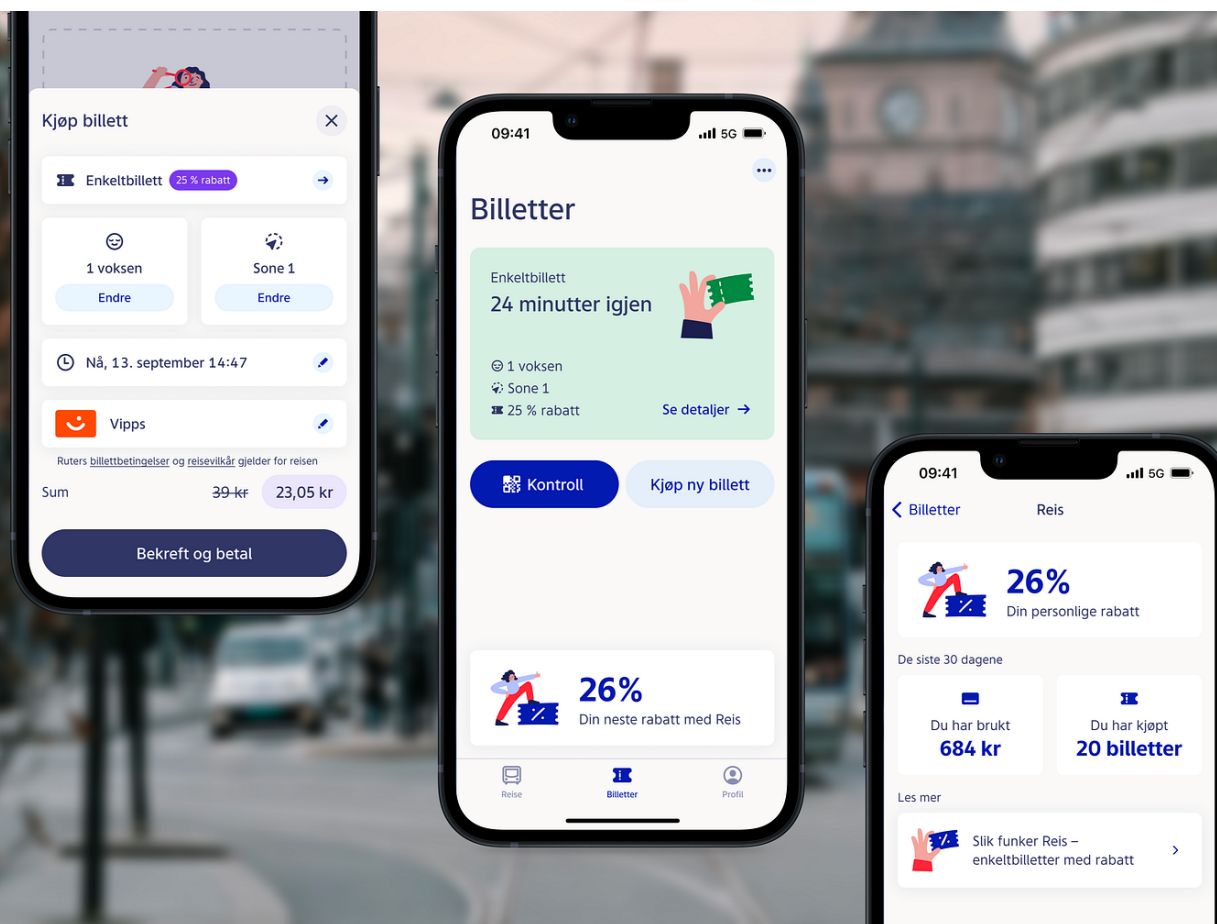 Kjøp billett
Enkeltbillett 25 % rabatt
1 voksen
Endre
Sone 1
Endre
Nå, 13. september 14:47
Vipps
Ruters billettbetingelser og reisevilkår gjelder for reisen
Sum 39 kr 23,05 kr
Bekreft og betal
09:41 5G
Billetter
Enkeltbillett
24 minutter igjen
1 voksen
Sone 1
25 % rabatt
Se detaljer →
Kontroll
Kjøp ny billett
26%
Din neste rabatt med Reis
Reise
Billetter
Profil
09:41 5G
Billetter Reis
26%
Din personlige rabatt
De siste 30 dagene
Du har brukt
684 kr
Du har kjøpt
20 billetter
Les mer
Slik funker Reis –
enkeltbilletter med rabatt